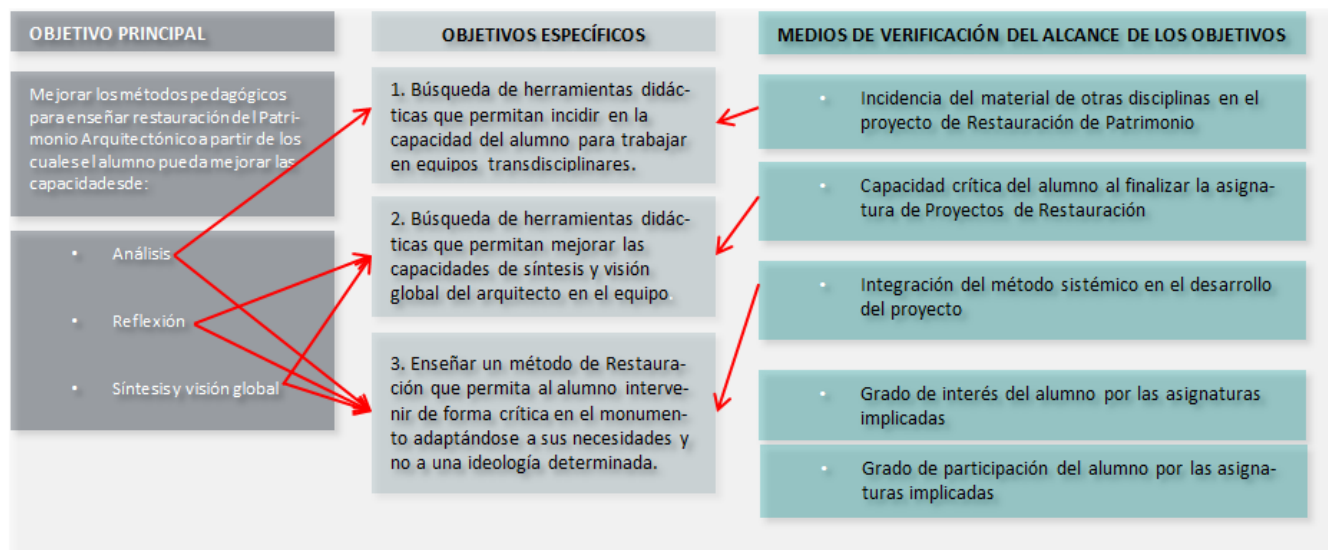 OBJETIVO PRINCIPAL
Mejorar los métodos pedagógicos
para enseñar restauración del Patri-
monio Arquitectónico a partir de los
cuales el alumno pueda mejorar las
capacidades de:
• Análisis
• Reflexión
• Síntesis y visión global
OBJETIVOS ESPECÍFICOS
1. Búsqueda de herramientas didác-
ticas que permitan incidir en la
capacidad del alumno para trabajar
en equipos transdisciplinares.
2. Búsqueda de herramientas didác-
ticas que permitan mejorar las
capacidades de síntesis y visión
global del arquitecto en el equipo.
3. Enseñar un método de Restaura-
ción que permita al alumno interve-
nir de forma crítica en el monumen-
to adaptándose a sus necesidades y
no a una ideología determinada.
MEDIOS DE VERIFICACIÓN DEL ALCANCE DE LOS OBJETIVOS
• Incidencia del material de otras disciplinas en el
proyecto de Restauración de Patrimonio
• Capacidad crítica del alumno al finalizar la asigna-
tura de Proyectos de Restauración
• Integración del método sistémico en el desarrollo
del proyecto
• Grado de interés del alumno por las asignaturas
implicadas
• Grado de participación del alumno por las asigna-
turas implicadas